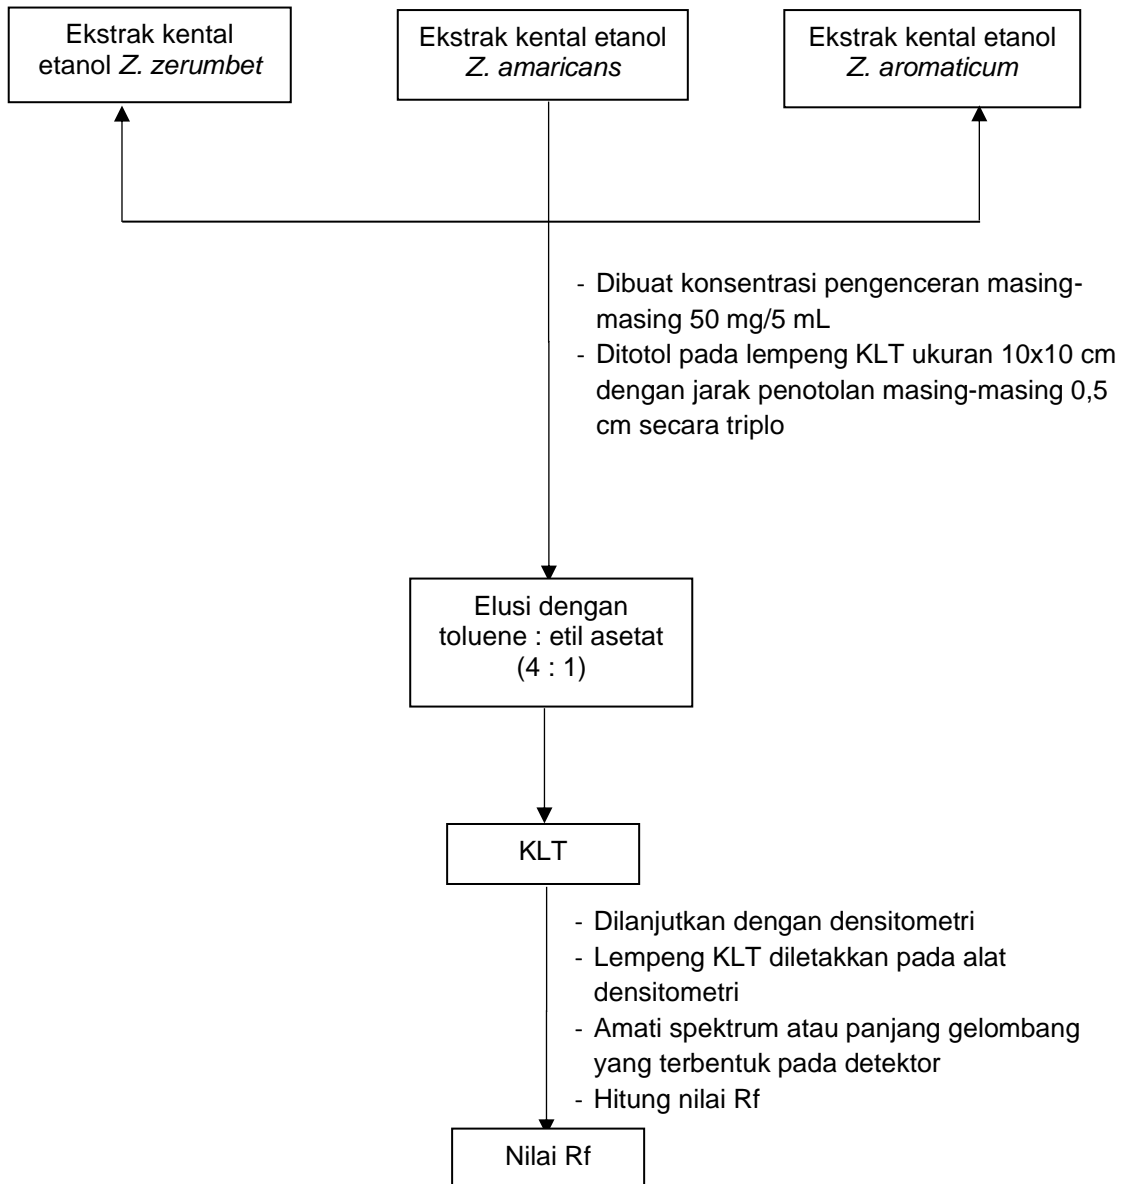 Ekstrak kental
etanol Z. zerumbet
Ekstrak kental etanol
Z. amaricans
Ekstrak kental etanol
Z. aromaticum
- Dibuat konsentrasi pengenceran masing-
masing 50 mg/5 mL
- Ditotol pada lempeng KLT ukuran 10x10 cm
dengan jarak penotolan masing-masing 0,5
cm secara triplo
Elusi dengan
toluene : etil asetat
(4 : 1)
KLT
- Dilanjutkan dengan densitometri
- Lempeng KLT diletakkan pada alat
densitometri
- Amati spektrum atau panjang gelombang
yang terbentuk pada detektor
- Hitung nilai Rf
Nilai Rf